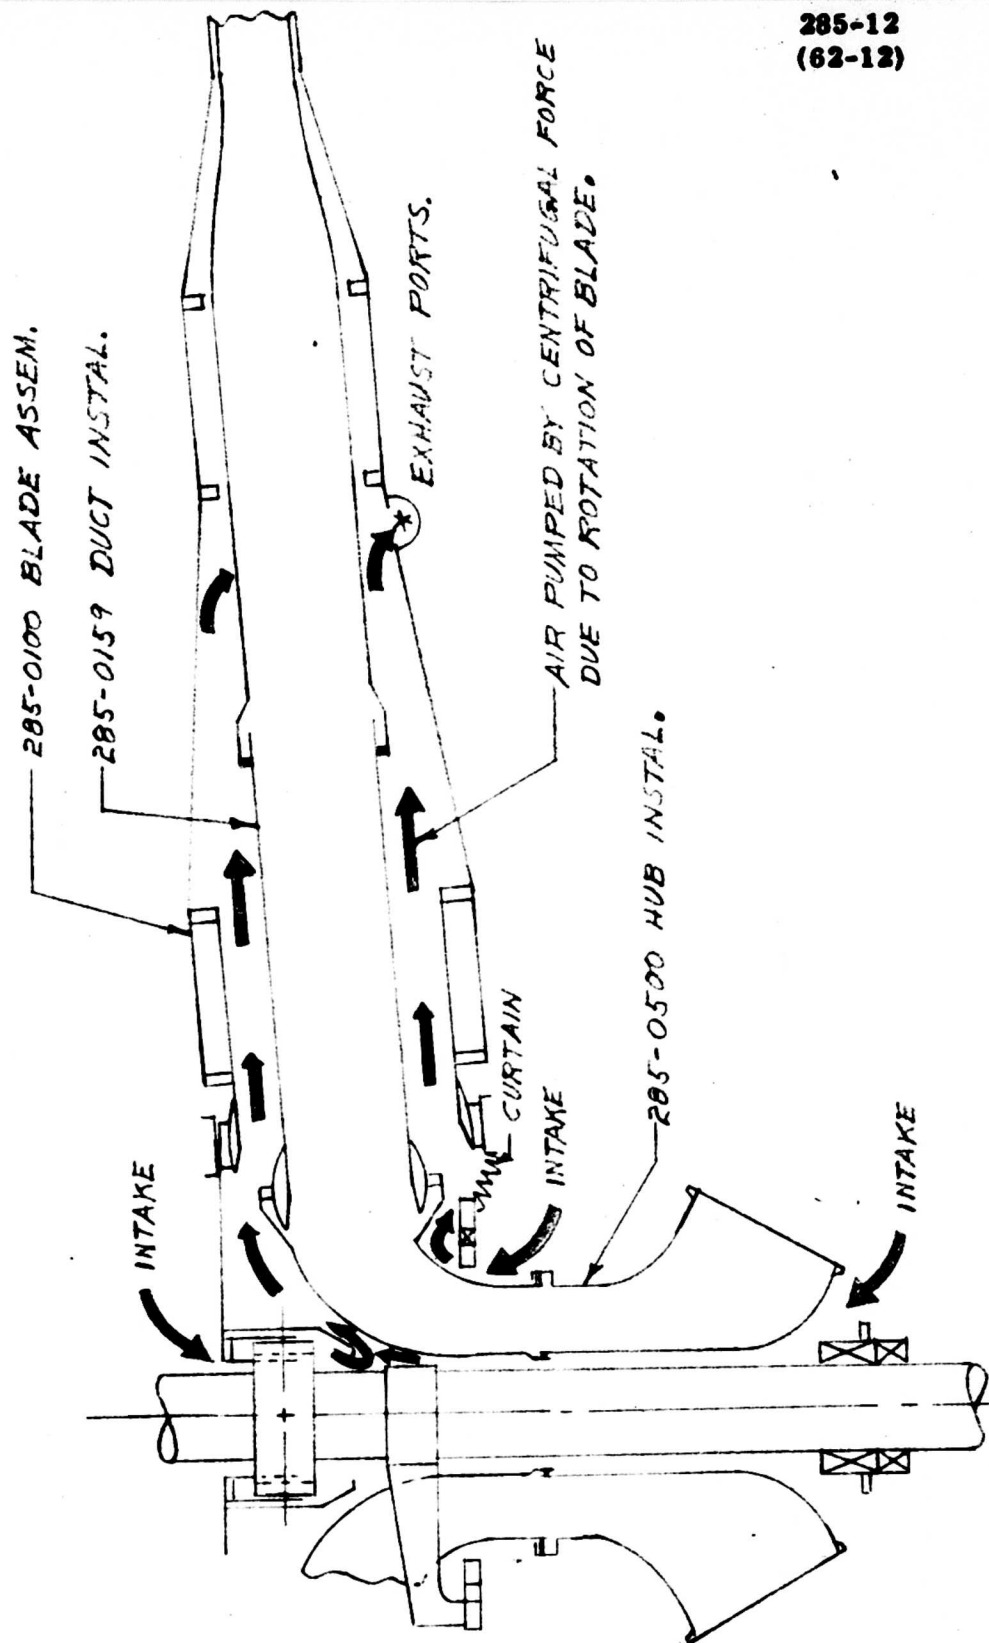 285-12
(62-12)
285-0100 BLADE ASSEM.
285-0159 DUCT INSTAL.
EXHAUST PORTS.
AIR PUMPED BY CENTRIFUGAL FORCE
DUE TO ROTATION OF BLADE.
INTAKE
CURTAIN
INTAKE
285-0500 HUB INSTAL.
INTAKE